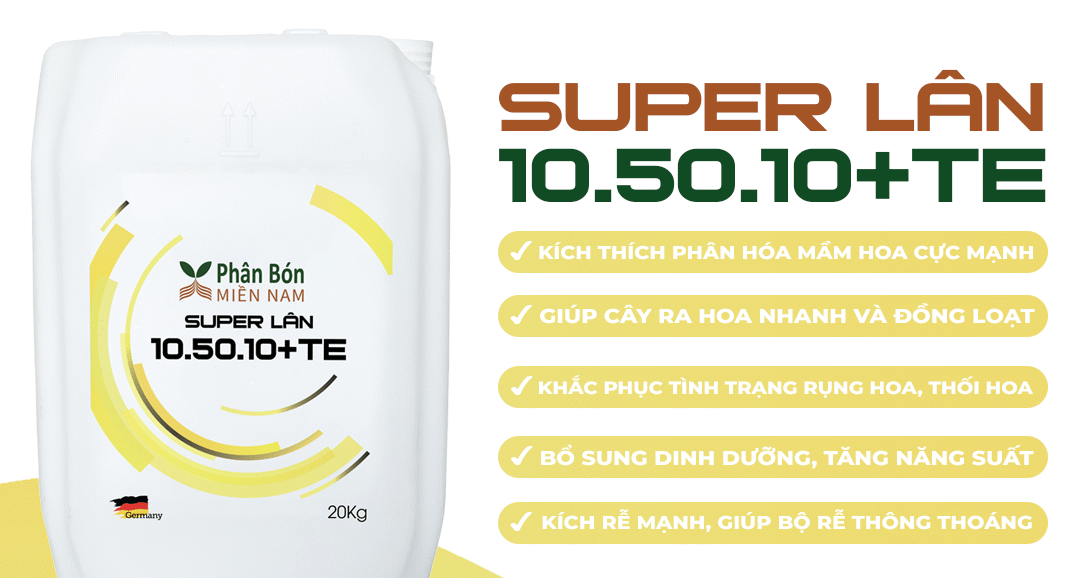 Phân Bón
MIỀN NAM
SUPER LÂN
10.50.10+TE
Germany
20Kg
SUPER LÂN
10.50.10+TE
✓ KÍCH THÍCH PHÂN HÓA MẦM HOA CỰC MẠNH
✓ GIÚP CÂY RA HOA NHANH VÀ ĐỒNG LOẠT
✓ KHẮC PHỤC TÌNH TRẠNG RỤNG HOA, THỐI HOA
✓ BỔ SUNG DINH DƯỠNG, TĂNG NĂNG SUẤT
✓ KÍCH RỄ MẠNH, GIÚP BỘ RỄ THÔNG THOÁNG